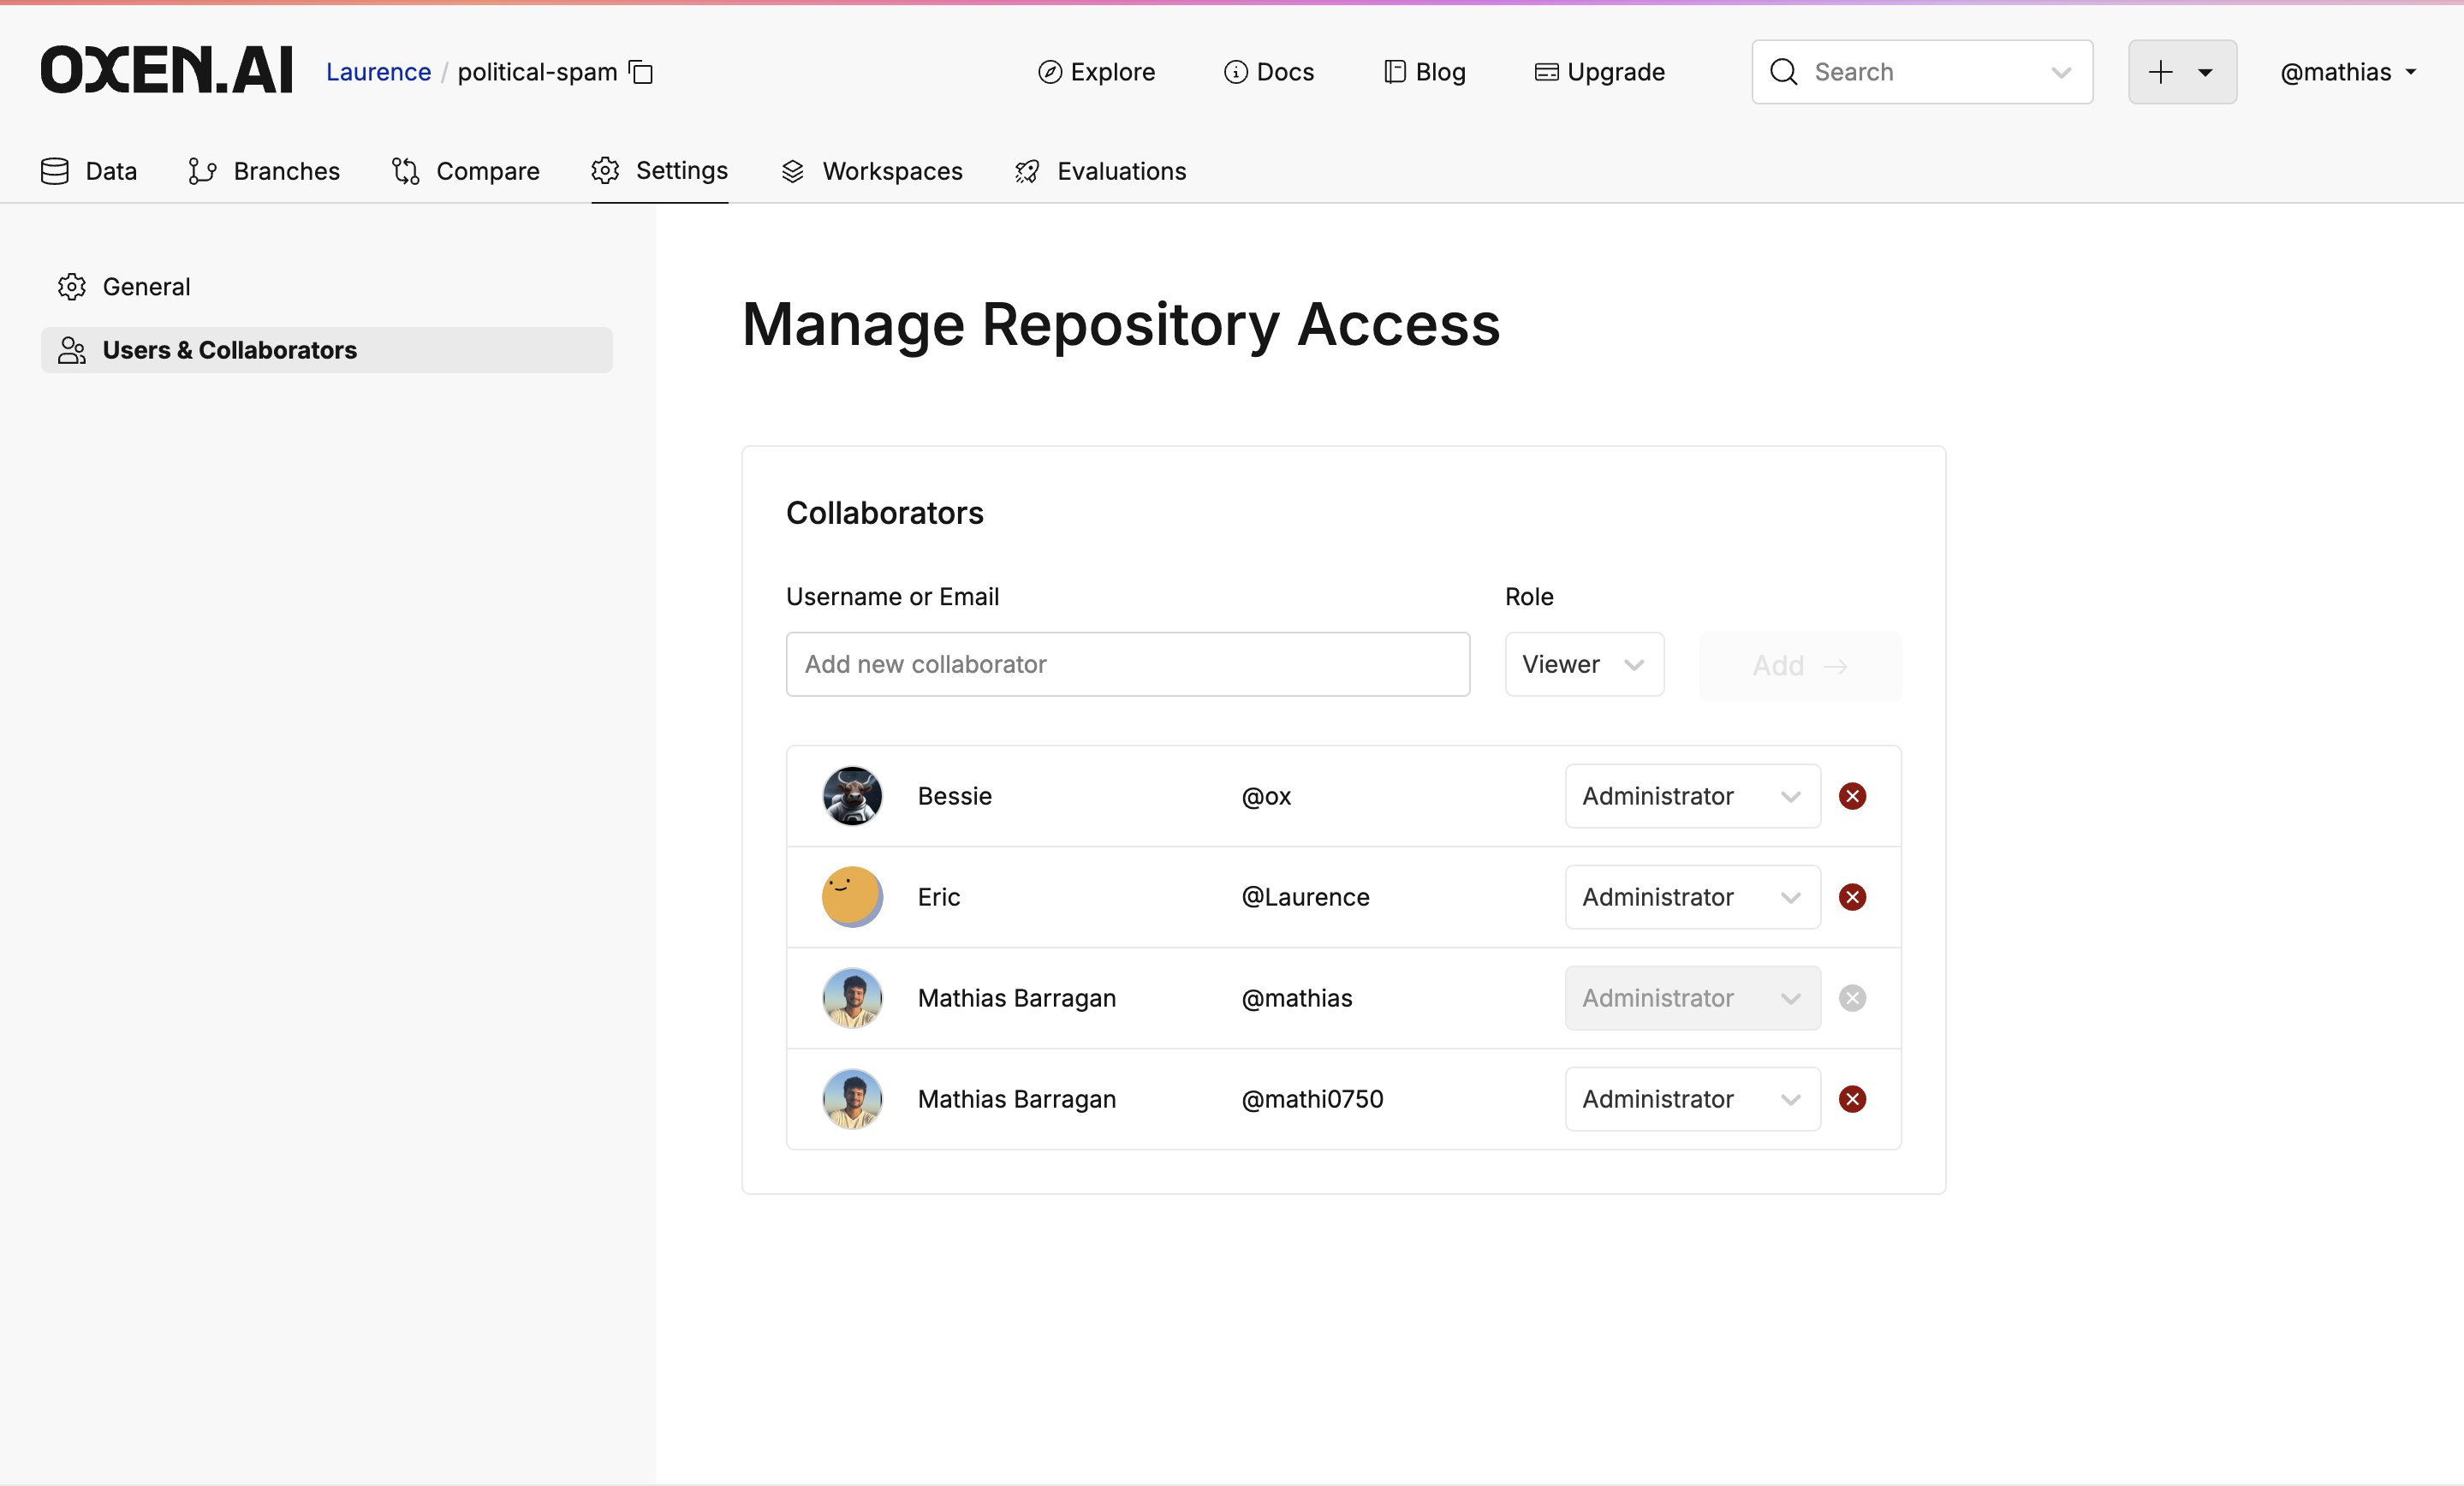 OXEN.AI Laurence / political-spam Explore Docs Blog Upgrade Search @mathias
Data Branches Compare Settings Workspaces Evaluations
General
Users & Collaborators
Manage Repository Access
Collaborators
Username or Email Role
Add new collaborator Viewer Add →
Bessie @ox Administrator
Eric @Laurence Administrator
Mathias Barragan @mathias Administrator
Mathias Barragan @mathi0750 Administrator